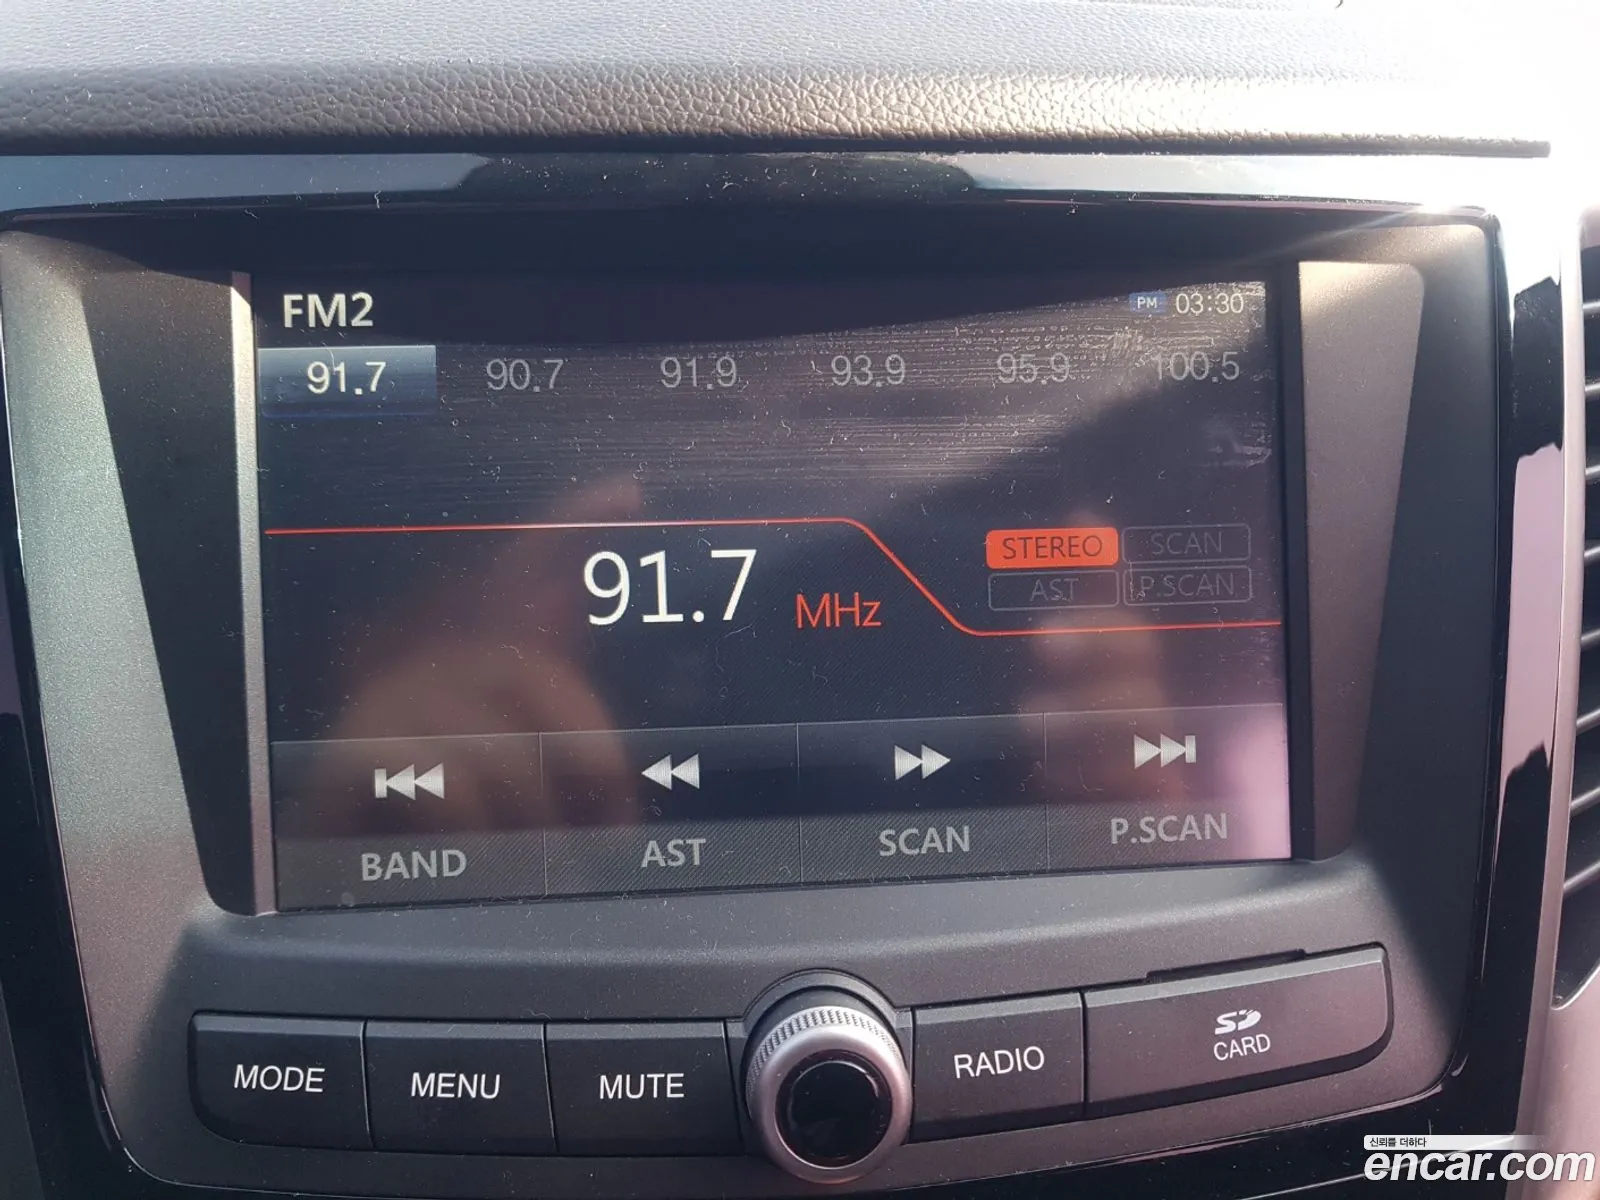 FM2 PM 03:30
91.7 90.7 91.9 93.9 95.9 100.5
STEREO SCAN
91.7 MHz
AST P.SCAN
BAND AST SCAN P.SCAN
MODE MENU MUTE RADIO SD CARD
신뢰를 더하다
encar.com